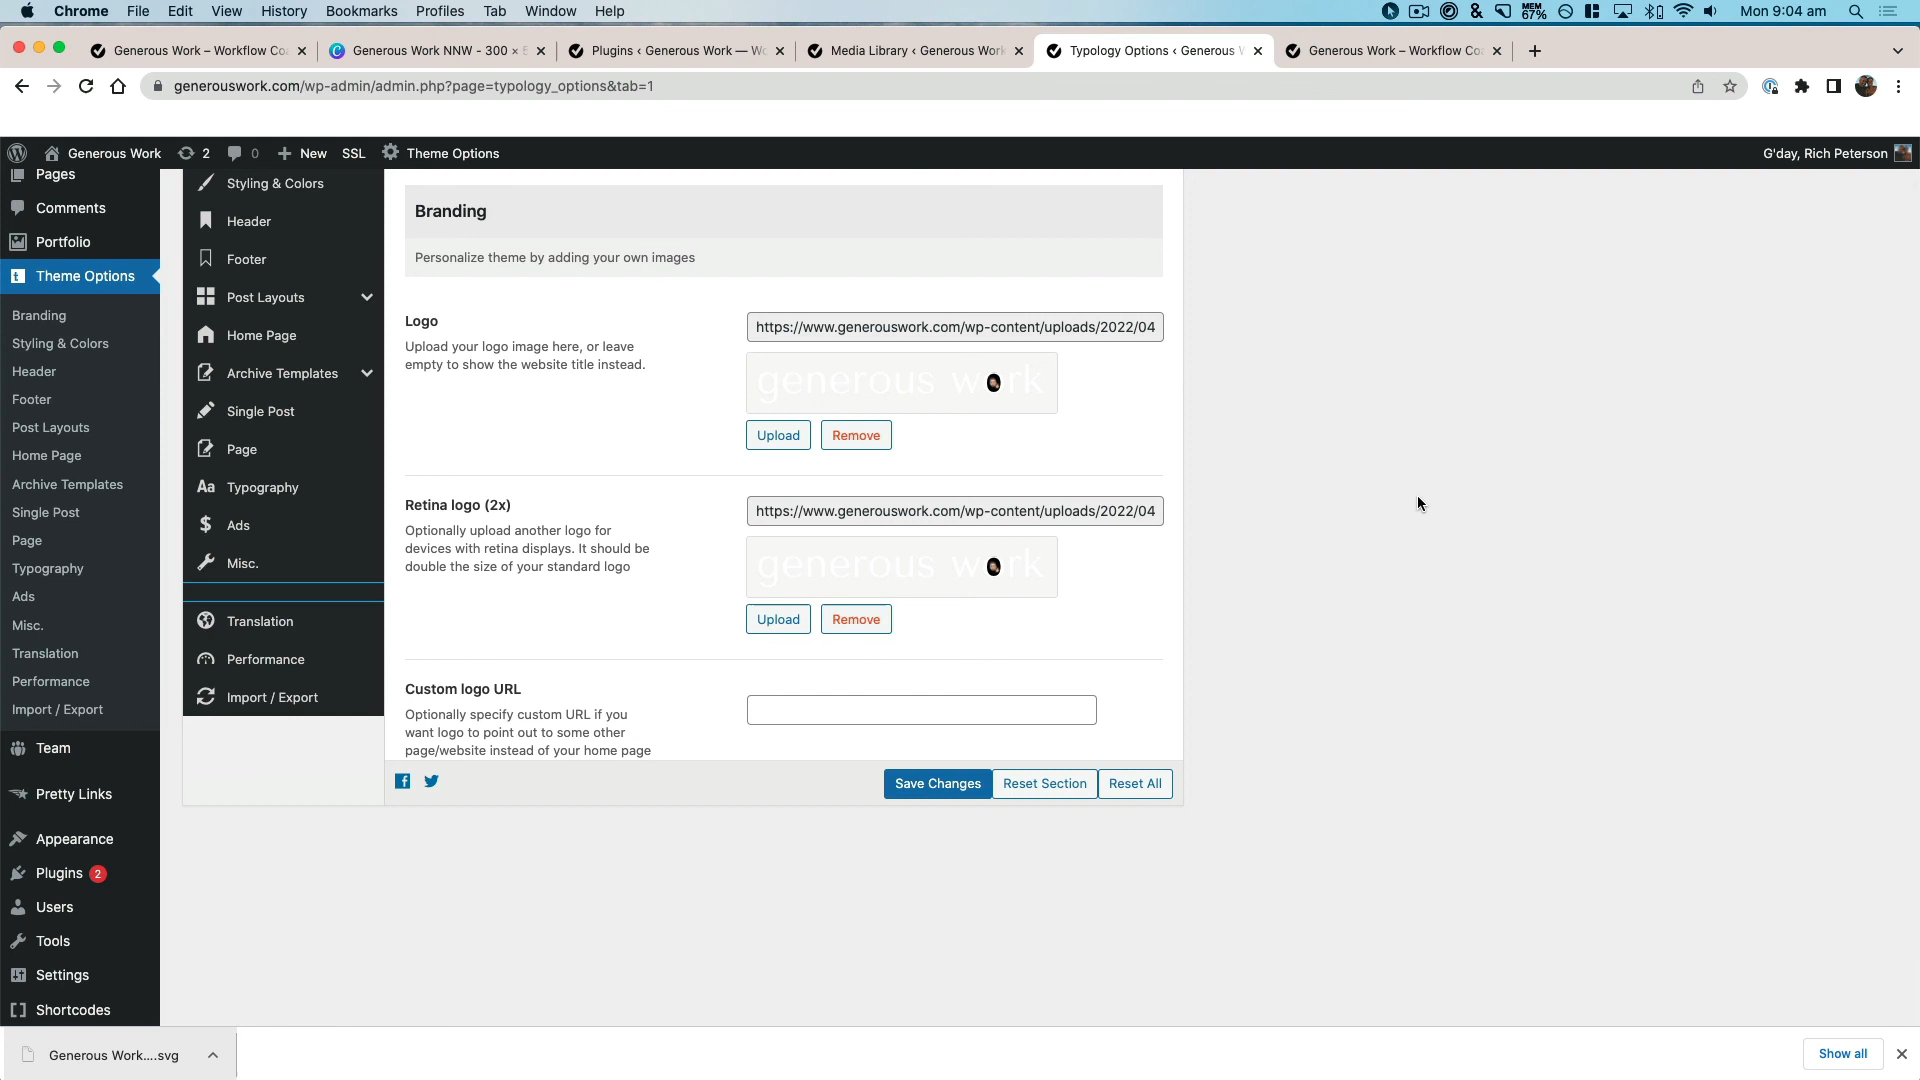 Chrome File Edit View History Bookmarks Profiles Tab Window Help MEM 67% Mon 9:04 am
Generous Work – Workflow Co
Generous Work NNW - 300 ×
Plugins ‹ Generous Work — W
Media Library ‹ Generous Work
Typology Options ‹ Generous W
Generous Work – Workflow Co
generouswork.com/wp-admin/admin.php?page=typology_options&tab=1
Generous Work 2 0 New SSL Theme Options G'day, Rich Peterson
Pages
Comments
Portfolio
Theme Options
Branding
Styling & Colors
Header
Footer
Post Layouts
Home Page
Archive Templates
Single Post
Page
Typography
Ads
Misc.
Translation
Performance
Import / Export
Team
Pretty Links
Appearance
Plugins 2
Users
Tools
Settings
Shortcodes
Styling & Colors
Header
Footer
Post Layouts
Home Page
Archive Templates
Single Post
Page
Aa Typography
Ads
Misc.
Translation
Performance
Import / Export
Branding
Personalize theme by adding your own images
Logo
Upload your logo image here, or leave
empty to show the website title instead.
https://www.generouswork.com/wp-content/uploads/2022/04
generous w rk
Upload Remove
Retina logo (2x)
Optionally upload another logo for
devices with retina displays. It should be
double the size of your standard logo
https://www.generouswork.com/wp-content/uploads/2022/04
generous w rk
Upload Remove
Custom logo URL
Optionally specify custom URL if you
want logo to point out to some other
page/website instead of your home page
Save Changes Reset Section Reset All
Generous Work....svg
Show all